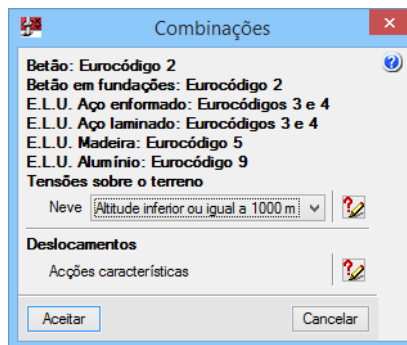 Combinações
Betão: Eurocódigo 2
Betão em fundações: Eurocódigo 2
E.L.U. Aço enformado: Eurocódigos 3 e 4
E.L.U. Aço laminado: Eurocódigos 3 e 4
E.L.U. Madeira: Eurocódigo 5
E.L.U. Alumínio: Eurocódigo 9
Tensões sobre o terreno
Neve Altitude inferior ou igual a 1000 m
Deslocamentos
Acções características
Aceitar Cancelar